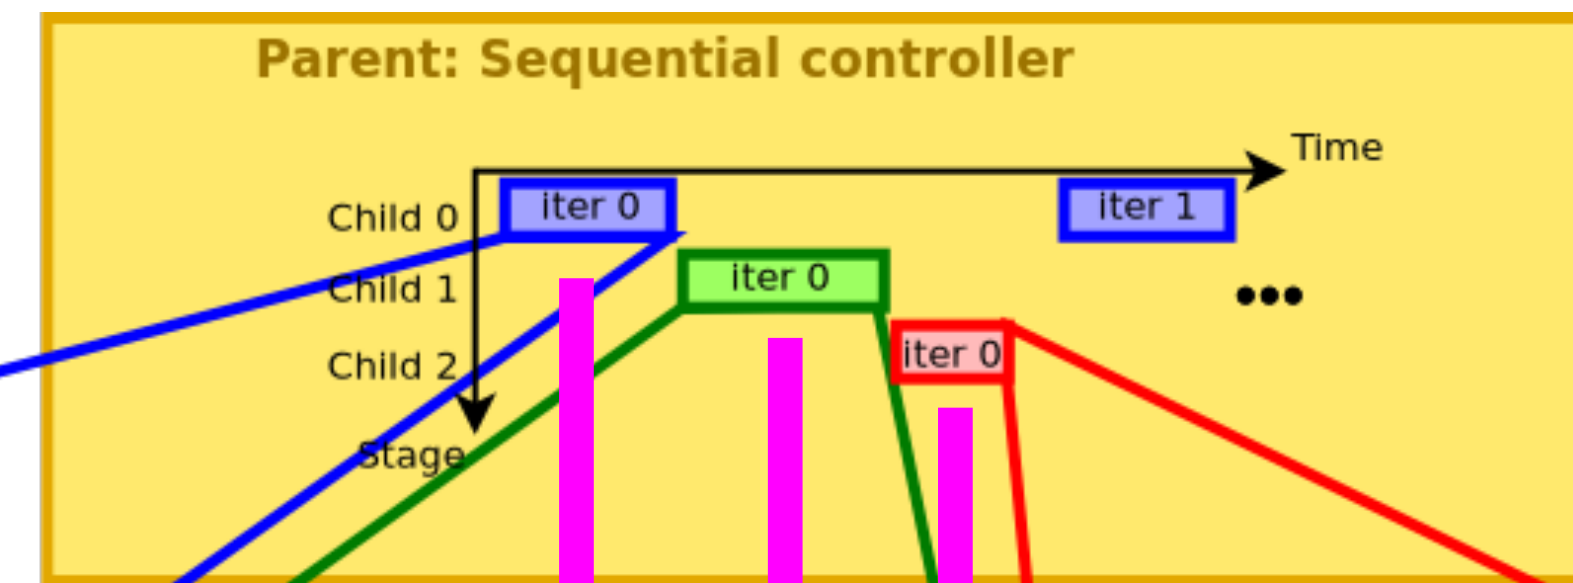 Parent: Sequential controller
Time
Child 0
iter 0
iter 1
Child 1
iter 0
•••
Child 2
iter 0
Stage